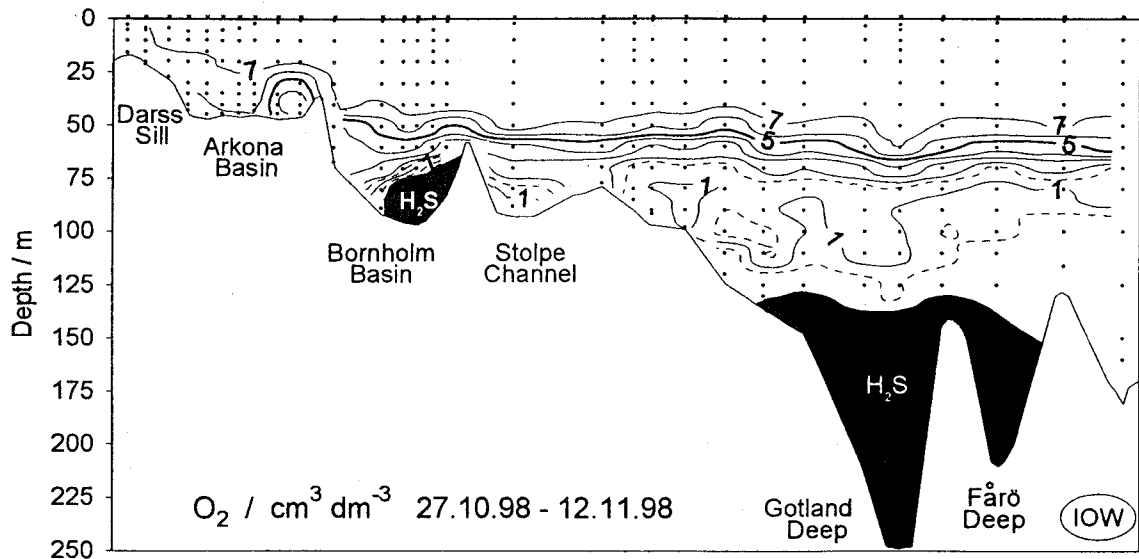 0
25
50
75
100
125
150
175
200
225
250
Depth / m
Darss
Sill
Arkona
Basin
Bornholm
Basin
Stolpe
Channel
Gotland
Deep
Fårö
Deep
H₂S
H₂S
7
7
5
7
5
1
1
1
1
1
O₂ / cm³ dm⁻³ 27.10.98 - 12.11.98
IOW